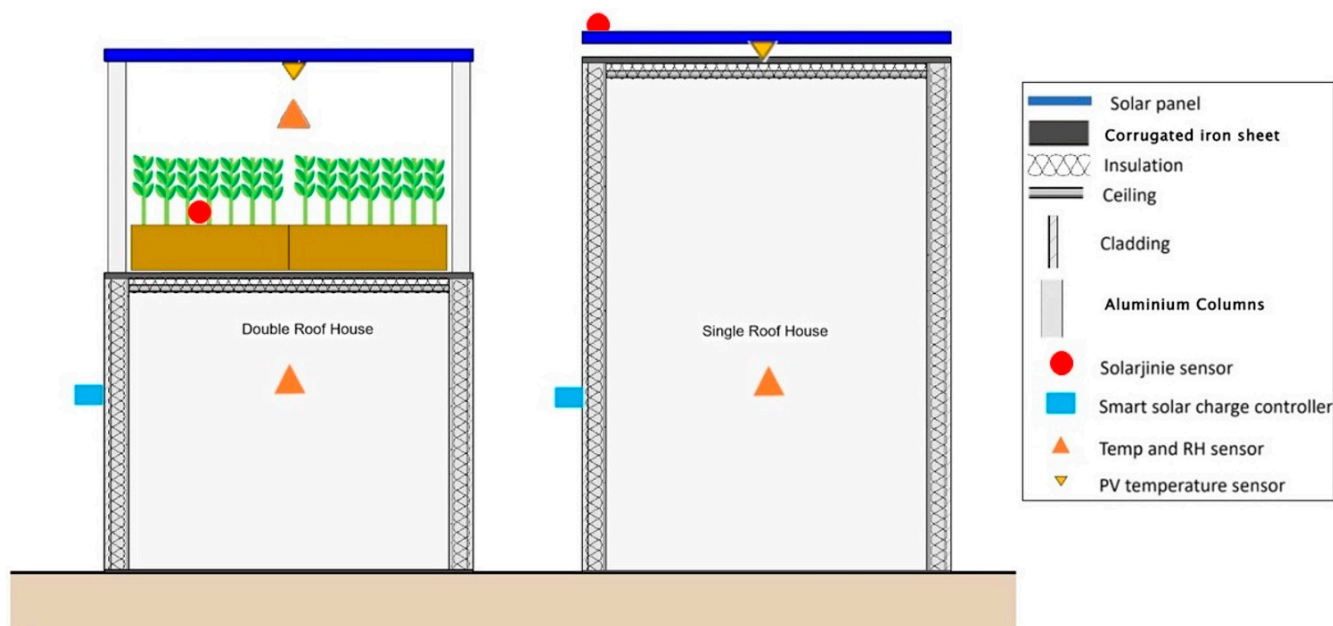 Double Roof House
Single Roof House
Solar panel
Corrugated iron sheet
Insulation
Ceiling
Cladding
Aluminium Columns
Solarjinie sensor
Smart solar charge controller
Temp and RH sensor
PV temperature sensor